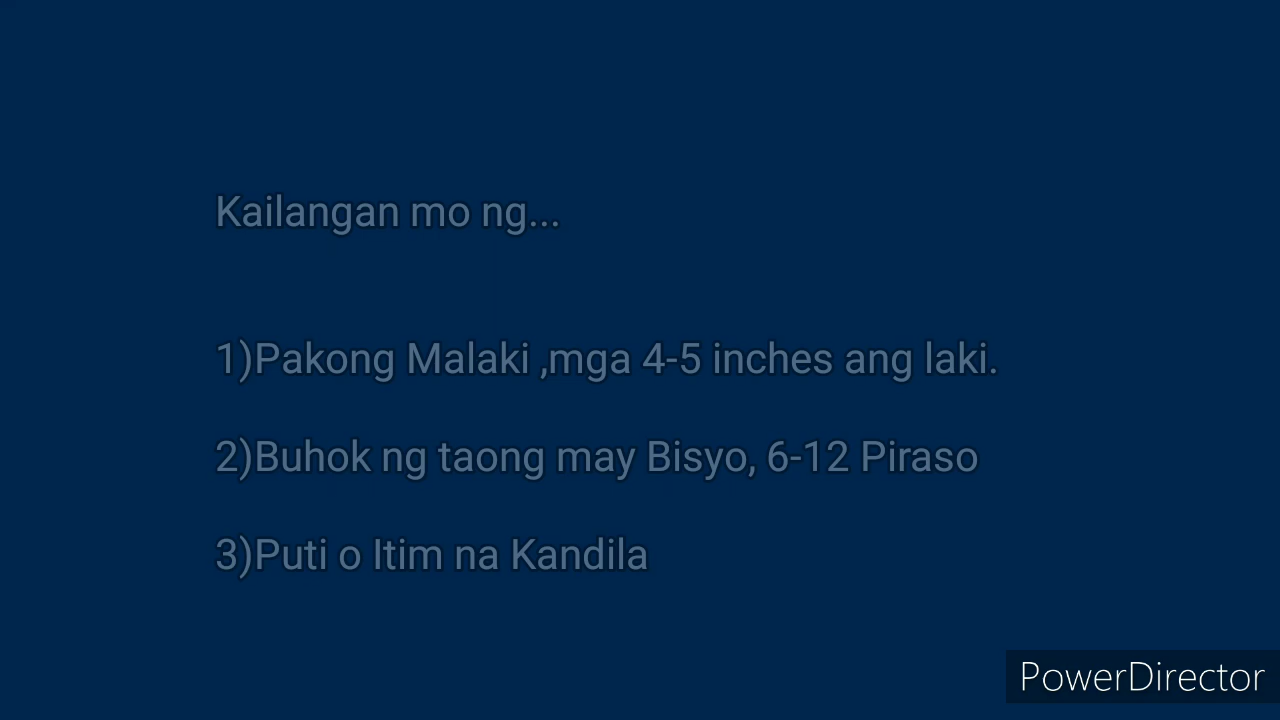 Kailangan mo ng...
1)Pakong Malaki ,mga 4-5 inches ang laki.
2)Buhok ng taong may Bisyo, 6-12 Piraso
3)Puti o Itim na Kandila
PowerDirector